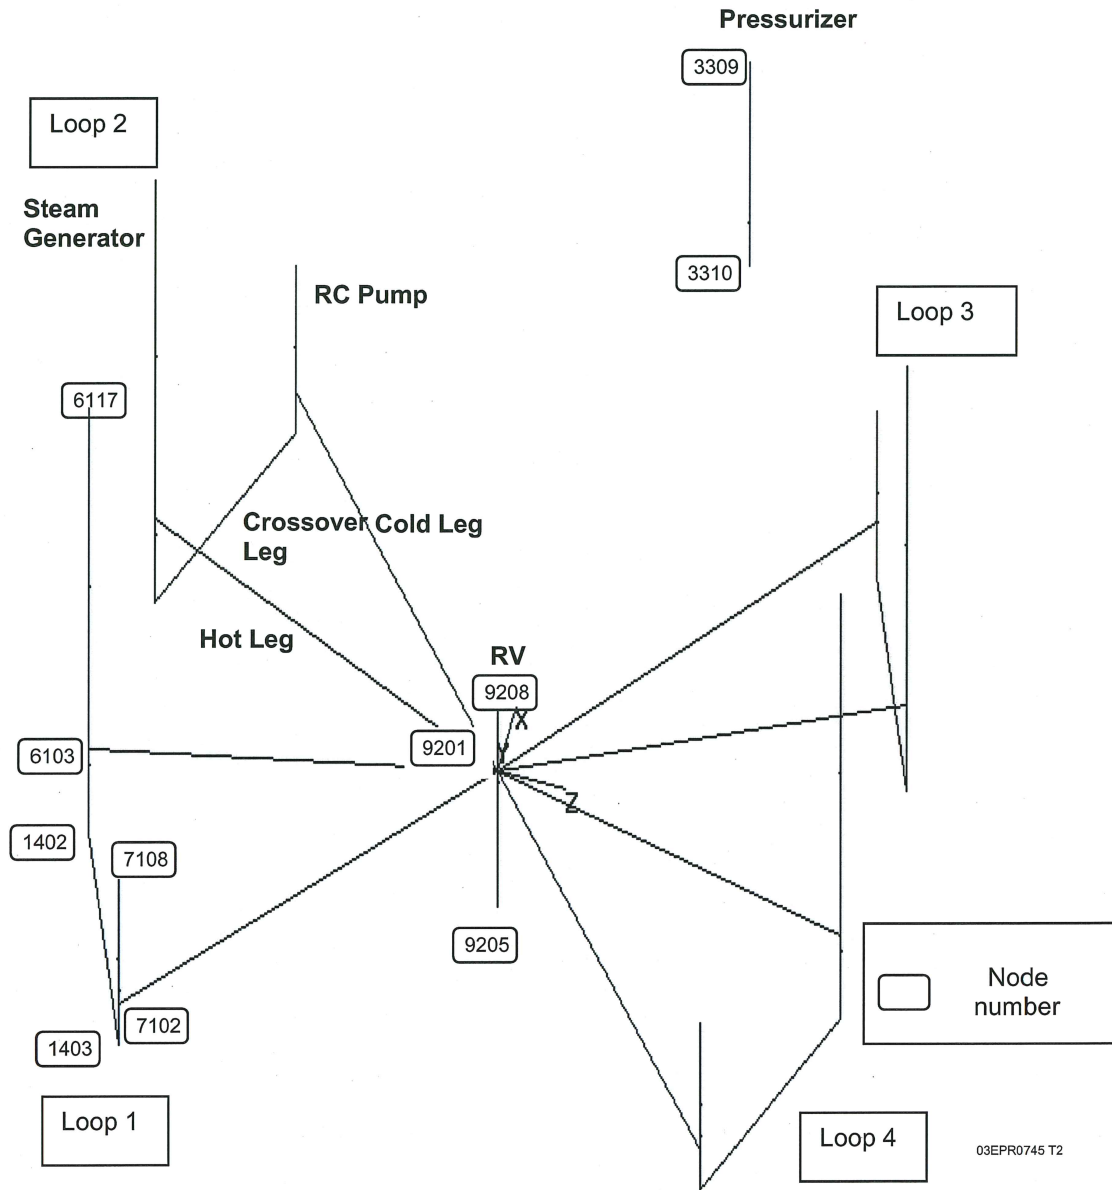 Pressurizer
3309
Loop 2
Steam
Generator
3310
RC Pump
Loop 3
6117
Crossover Cold Leg
Leg
Hot Leg
RV
9208
X
9201
Y
6103
Z
1402
7108
9205
Node
number
7102
1403
Loop 1
Loop 4
03EPR0745 T2